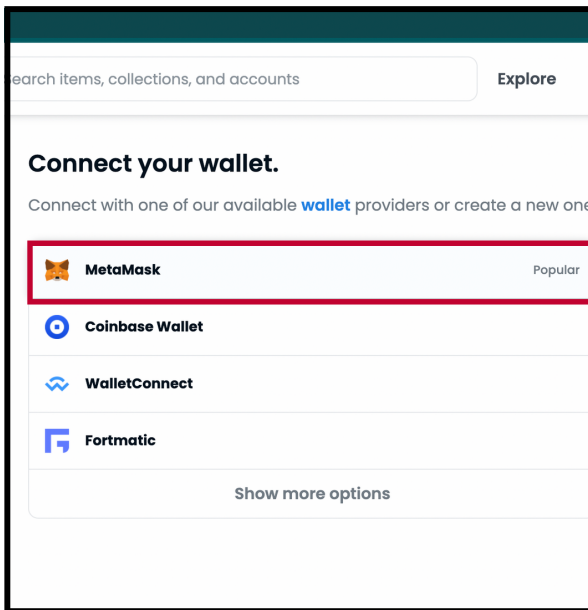 Search items, collections, and accounts
Explore
Connect your wallet.
Connect with one of our available wallet providers or create a new one
MetaMask
Popular
Coinbase Wallet
WalletConnect
Fortmatic
Show more options